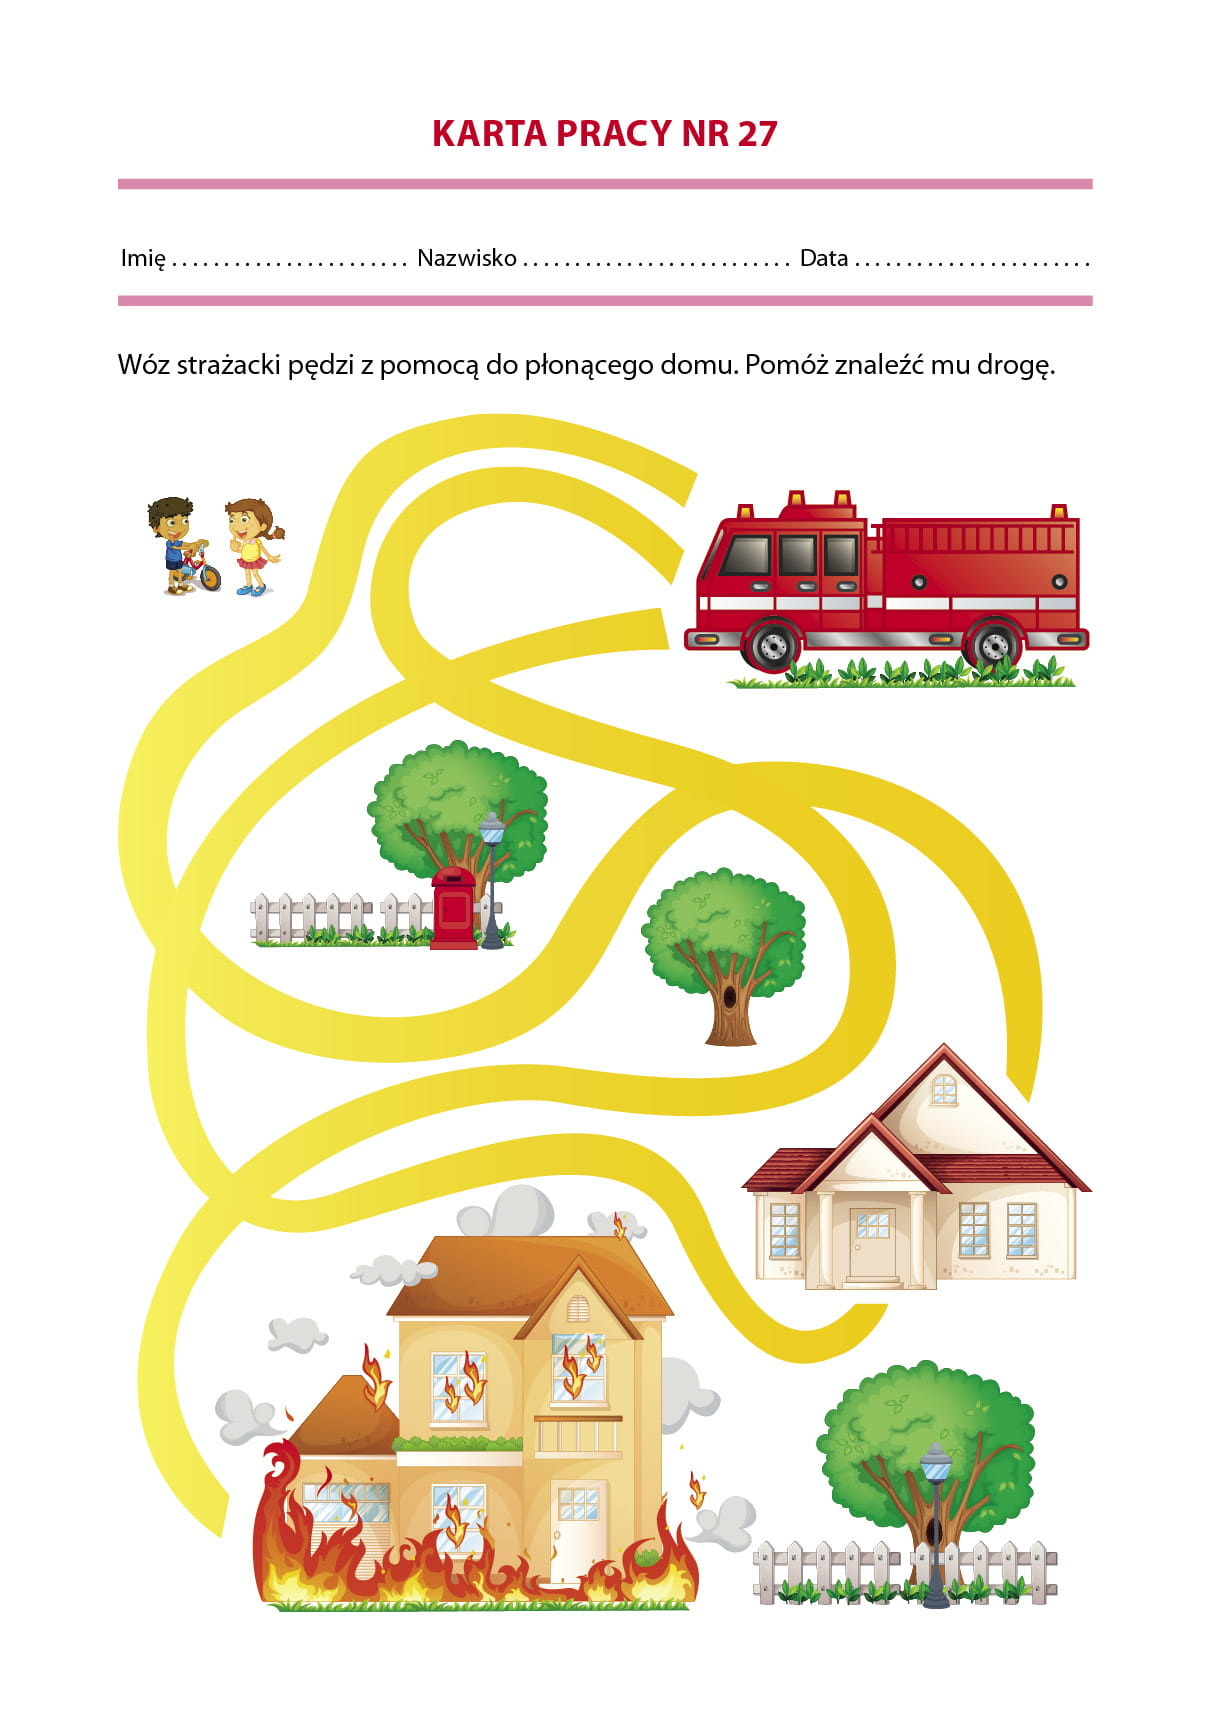 KARTA PRACY NR 27
Imię ...................... Nazwisko ......................... Data ......................
Wóz strażacki pędzi z pomocą do płonącego domu. Pomóż znaleźć mu drogę.